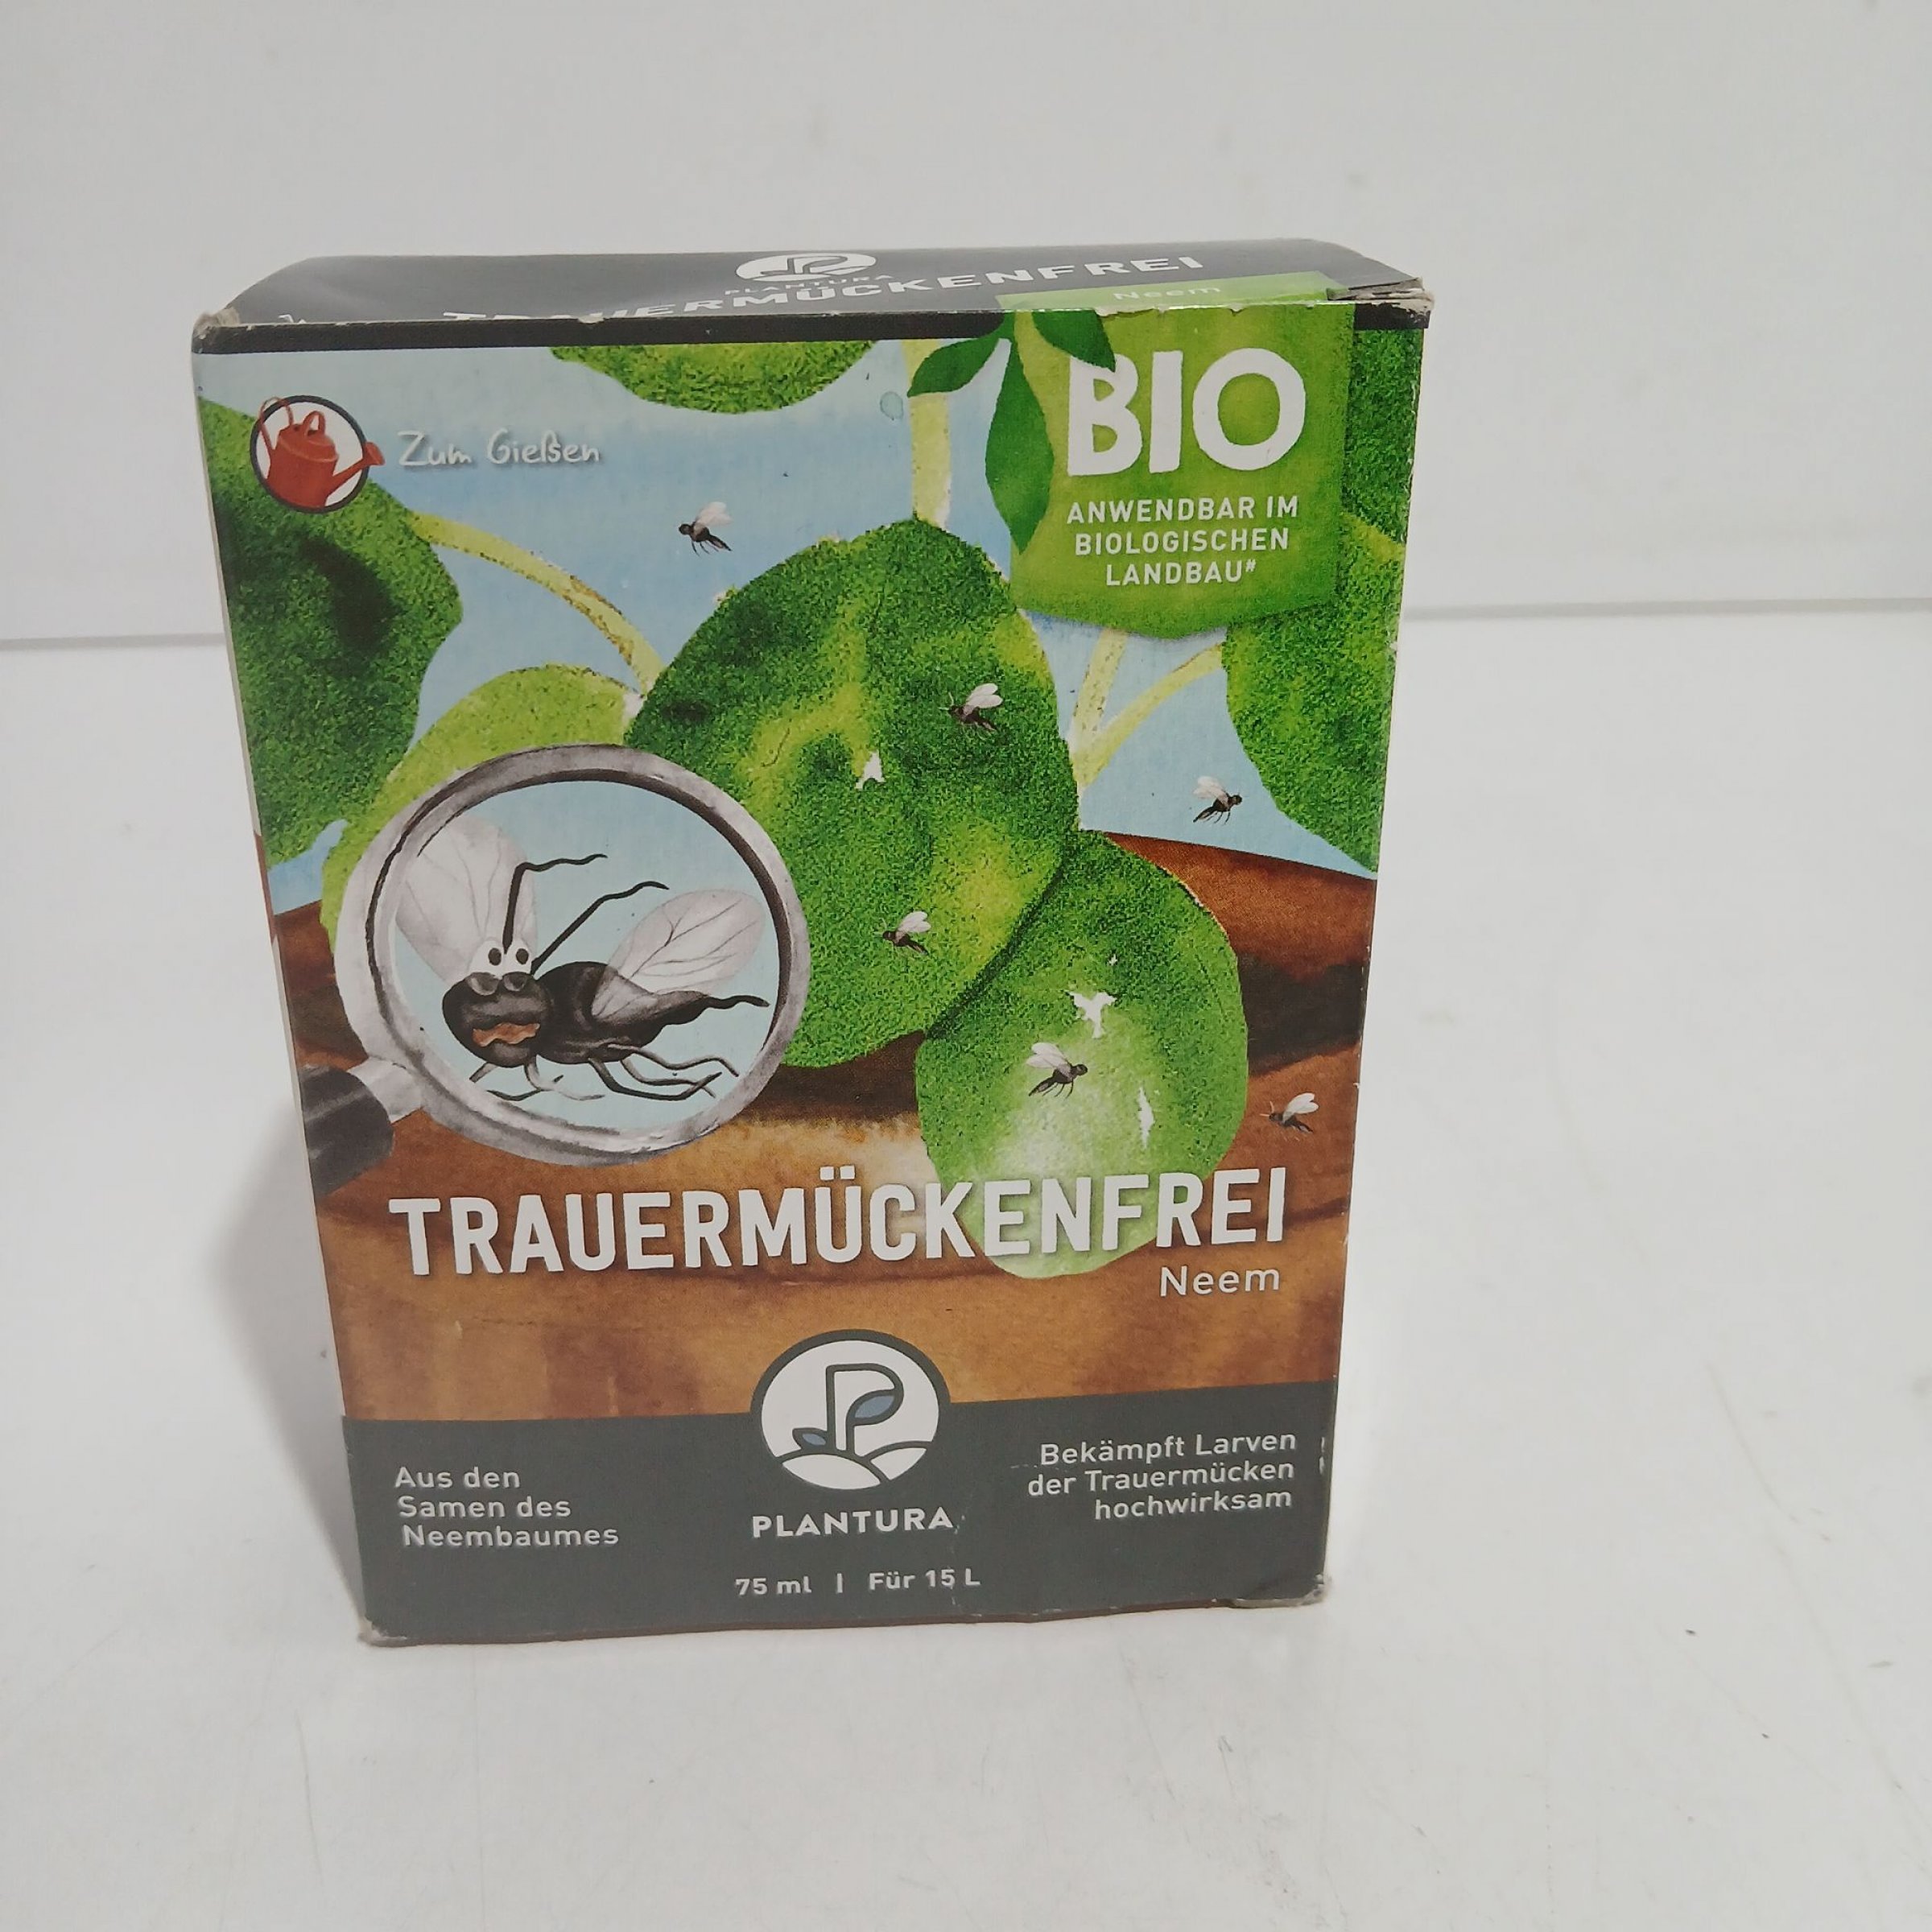 PLANTURA
TRAUERMÜCKENFREI
Neem
Zum Gießen
BIO
ANWENDBAR IM
BIOLOGISCHEN
LANDBAU#
TRAUERMÜCKENFREI
Neem
Aus den
Samen des
Neembaumes
PLANTURA
Bekämpft Larven
der Trauermücken
hochwirksam
75 ml | Für 15 L